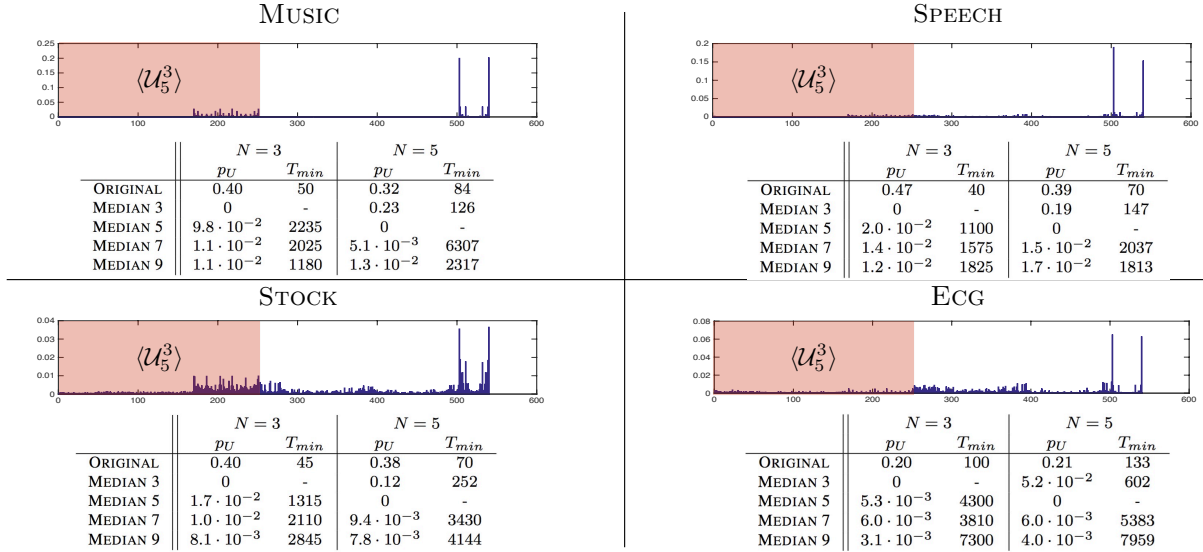 MUSIC
0.25
0.2
0.15
0.1
0.05
0
⟨𝒰₅³⟩
0 100 200 300 400 500 600
N = 3 N = 5
p_U T_min p_U T_min
ORIGINAL 0.40 50 0.32 84
MEDIAN 3 0 - 0.23 126
MEDIAN 5 9.8 · 10⁻² 2235 0 -
MEDIAN 7 1.1 · 10⁻² 2025 5.1 · 10⁻³ 6307
MEDIAN 9 1.1 · 10⁻² 1180 1.3 · 10⁻² 2317
SPEECH
0.2
0.15
0.1
0.05
0
⟨𝒰₅³⟩
0 100 200 300 400 500 600
N = 3 N = 5
p_U T_min p_U T_min
ORIGINAL 0.47 40 0.39 70
MEDIAN 3 0 - 0.19 147
MEDIAN 5 2.0 · 10⁻² 1100 0 -
MEDIAN 7 1.4 · 10⁻² 1575 1.5 · 10⁻² 2037
MEDIAN 9 1.2 · 10⁻² 1825 1.7 · 10⁻² 1813
STOCK
0.04
0.03
0.02
0.01
0
⟨𝒰₅³⟩
0 100 200 300 400 500 600
N = 3 N = 5
p_U T_min p_U T_min
ORIGINAL 0.40 45 0.38 70
MEDIAN 3 0 - 0.12 252
MEDIAN 5 1.7 · 10⁻² 1315 0 -
MEDIAN 7 1.0 · 10⁻² 2110 9.4 · 10⁻³ 3430
MEDIAN 9 8.1 · 10⁻³ 2845 7.8 · 10⁻³ 4144
ECG
0.08
0.06
0.04
0.02
0
⟨𝒰₅³⟩
0 100 200 300 400 500 600
N = 3 N = 5
p_U T_min p_U T_min
ORIGINAL 0.20 100 0.21 133
MEDIAN 3 0 - 5.2 · 10⁻² 602
MEDIAN 5 5.3 · 10⁻³ 4300 0 -
MEDIAN 7 6.0 · 10⁻³ 3810 6.0 · 10⁻³ 5383
MEDIAN 9 3.1 · 10⁻³ 7300 4.0 · 10⁻³ 7959